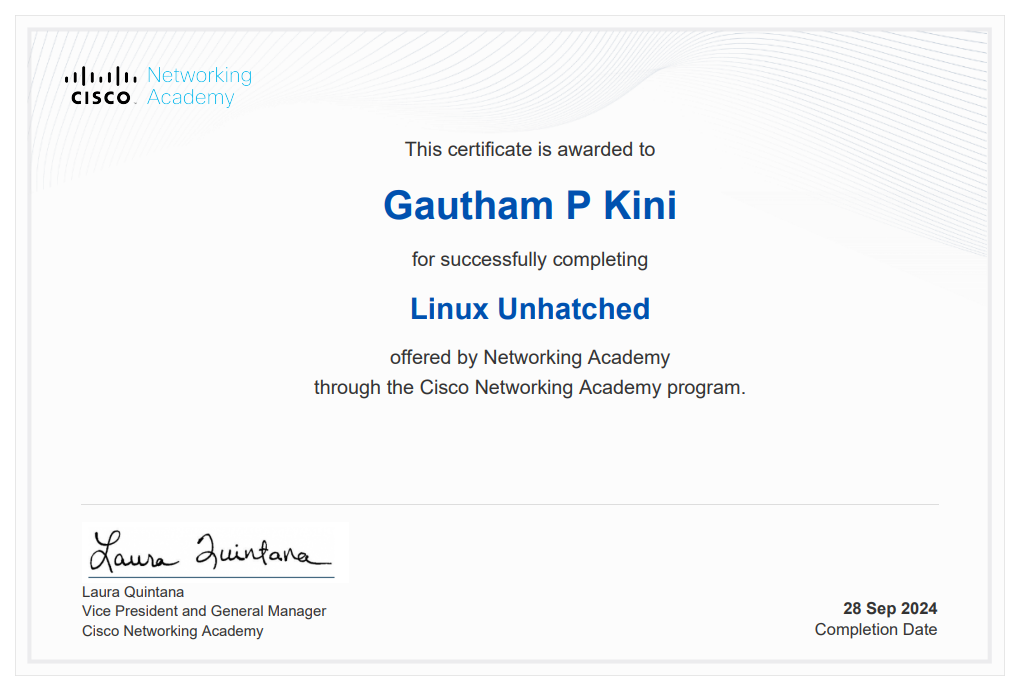 CISCO Networking
Academy
This certificate is awarded to
Gautham P Kini
for successfully completing
Linux Unhatched
offered by Networking Academy
through the Cisco Networking Academy program.
Laura Quintana
Laura Quintana
Vice President and General Manager
Cisco Networking Academy
28 Sep 2024
Completion Date